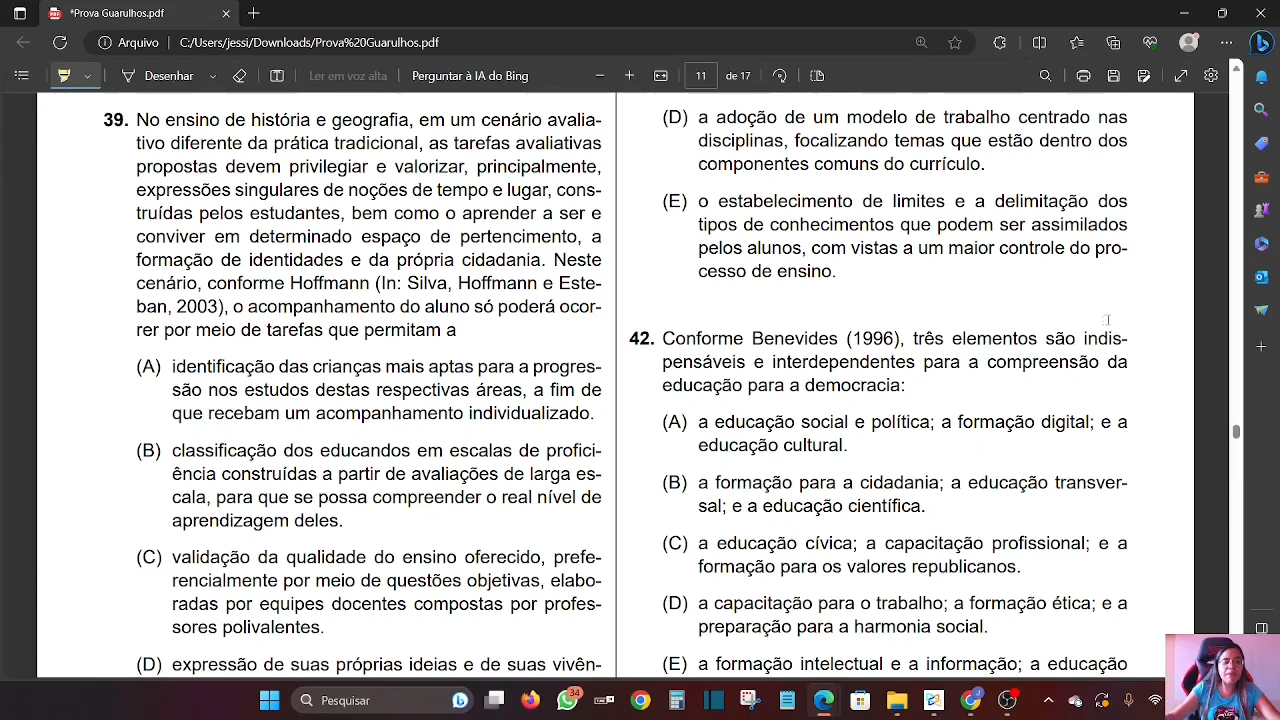 *Prova Guarulhos.pdf
Arquivo
C:/Users/jessi/Downloads/Prova%20Guarulhos.pdf
Desenhar
Ler em voz alta
Perguntar à IA do Bing
11
de 17
39. No ensino de história e geografia, em um cenário avalia-
tivo diferente da prática tradicional, as tarefas avaliativas
propostas devem privilegiar e valorizar, principalmente,
expressões singulares de noções de tempo e lugar, cons-
truídas pelos estudantes, bem como o aprender a ser e
conviver em determinado espaço de pertencimento, a
formação de identidades e da própria cidadania. Neste
cenário, conforme Hoffmann (In: Silva, Hoffmann e Este-
ban, 2003), o acompanhamento do aluno só poderá ocor-
rer por meio de tarefas que permitam a
(A) identificação das crianças mais aptas para a progres-
são nos estudos destas respectivas áreas, a fim de
que recebam um acompanhamento individualizado.
(B) classificação dos educandos em escalas de profici-
ência construídas a partir de avaliações de larga es-
cala, para que se possa compreender o real nível de
aprendizagem deles.
(C) validação da qualidade do ensino oferecido, prefe-
rencialmente por meio de questões objetivas, elabo-
radas por equipes docentes compostas por profes-
sores polivalentes.
(D) expressão de suas próprias ideias e de suas vivên-
(D) a adoção de um modelo de trabalho centrado nas
disciplinas, focalizando temas que estão dentro dos
componentes comuns do currículo.
(E) o estabelecimento de limites e a delimitação dos
tipos de conhecimentos que podem ser assimilados
pelos alunos, com vistas a um maior controle do pro-
cesso de ensino.
42. Conforme Benevides (1996), três elementos são indis-
pensáveis e interdependentes para a compreensão da
educação para a democracia:
(A) a educação social e política; a formação digital; e a
educação cultural.
(B) a formação para a cidadania; a educação transver-
sal; e a educação científica.
(C) a educação cívica; a capacitação profissional; e a
formação para os valores republicanos.
(D) a capacitação para o trabalho; a formação ética; e a
preparação para a harmonia social.
(E) a formação intelectual e a informação; a educação
Pesquisar
34